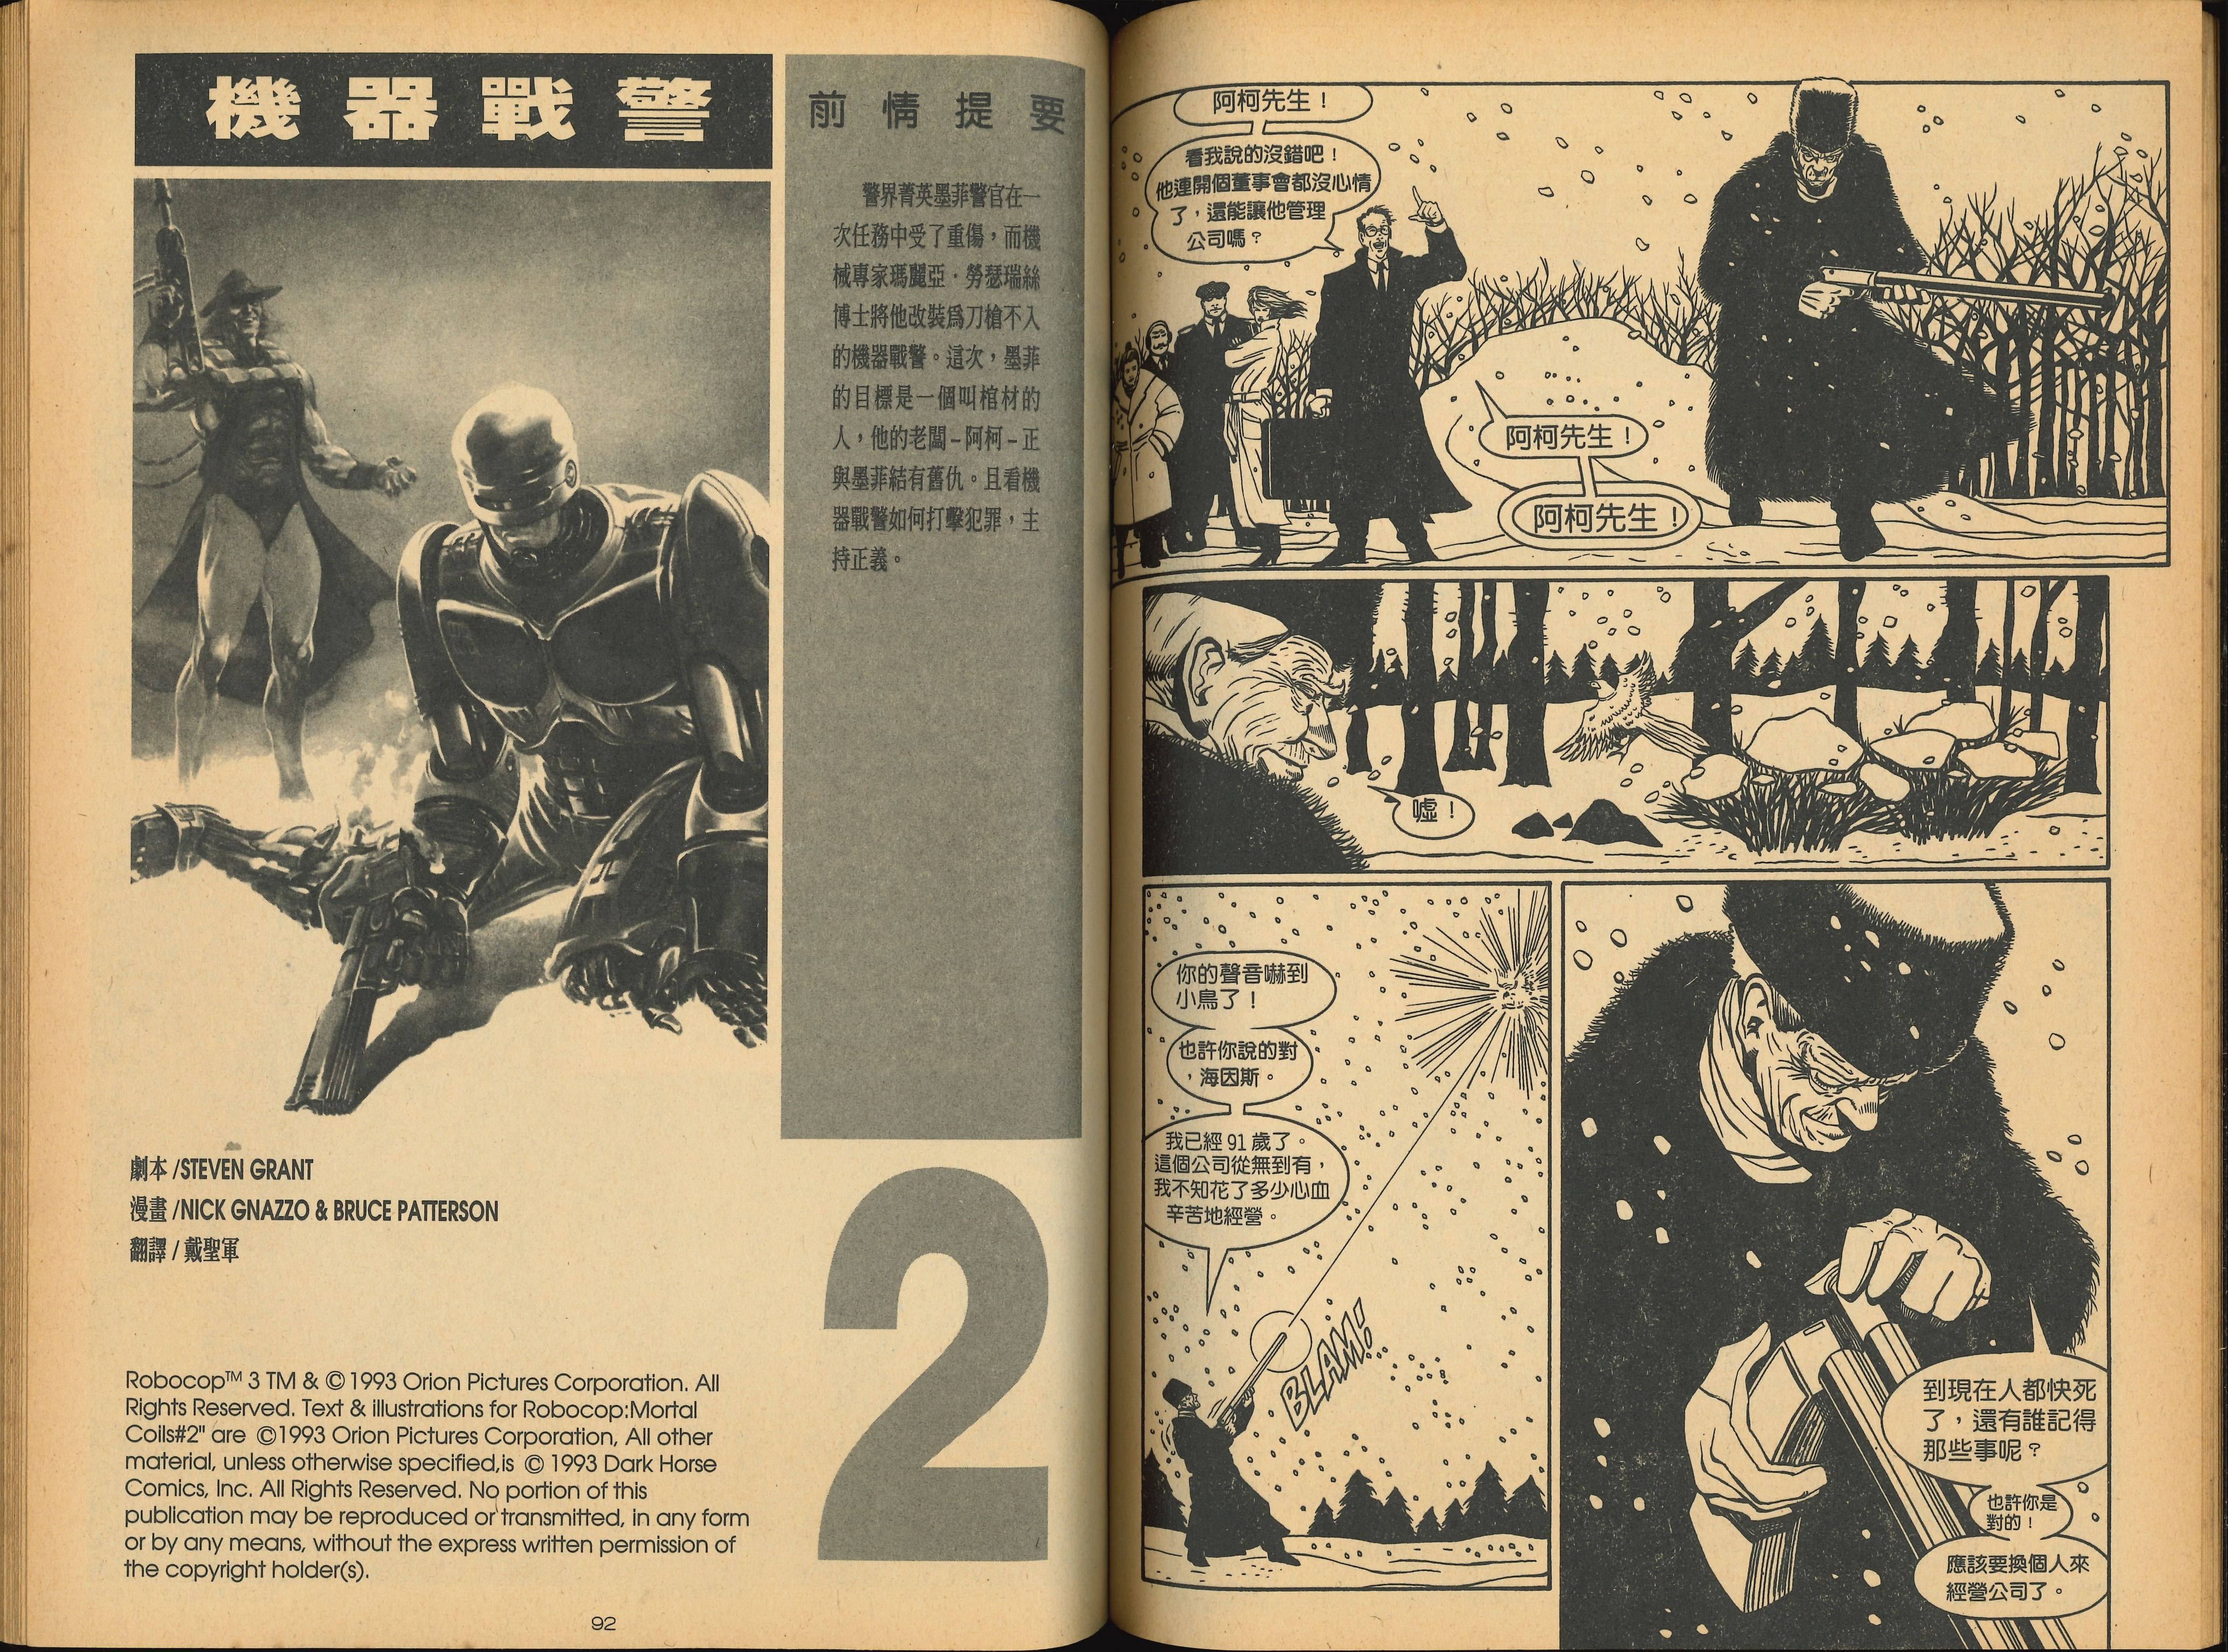 機器戰警
前情提要
警界菁英墨菲警官在一
次任務中受了重傷，而機
械專家瑪麗亞·勞瑟瑞絲
博士將他改裝爲刀槍不入
的機器戰警。這次，墨菲
的目標是一個叫棺材的
人，他的老闆－阿柯－正
與墨菲結有舊仇。且看機
器戰警如何打擊犯罪，主
持正義。
劇本/STEVEN GRANT
漫畫/NICK GNAZZO & BRUCE PATTERSON
翻譯/戴聖軍
Robocop™ 3 TM & ©1993 Orion Pictures Corporation. All
Rights Reserved. Text & illustrations for Robocop:Mortal
Coils#2" are ©1993 Orion Pictures Corporation, All other
material, unless otherwise specified,is © 1993 Dark Horse
Comics, Inc. All Rights Reserved. No portion of this
publication may be reproduced or transmitted, in any form
or by any means, without the express written permission of
the copyright holder(s).
2
92
阿柯先生！
看我說的沒錯吧！
他連開個董事會都沒心情
了，還能讓他管理
公司嗎？
阿柯先生！
阿柯先生！
噓！
你的聲音嚇到
小鳥了！
也許你說的對
，海因斯。
我已經91歲了。
這個公司從無到有，
我不知花了多少心血
辛苦地經營。
BLAM!
到現在人都快死
了，還有誰記得
那些事呢？
也許你是
對的！
應該要換個人來
經營公司了。